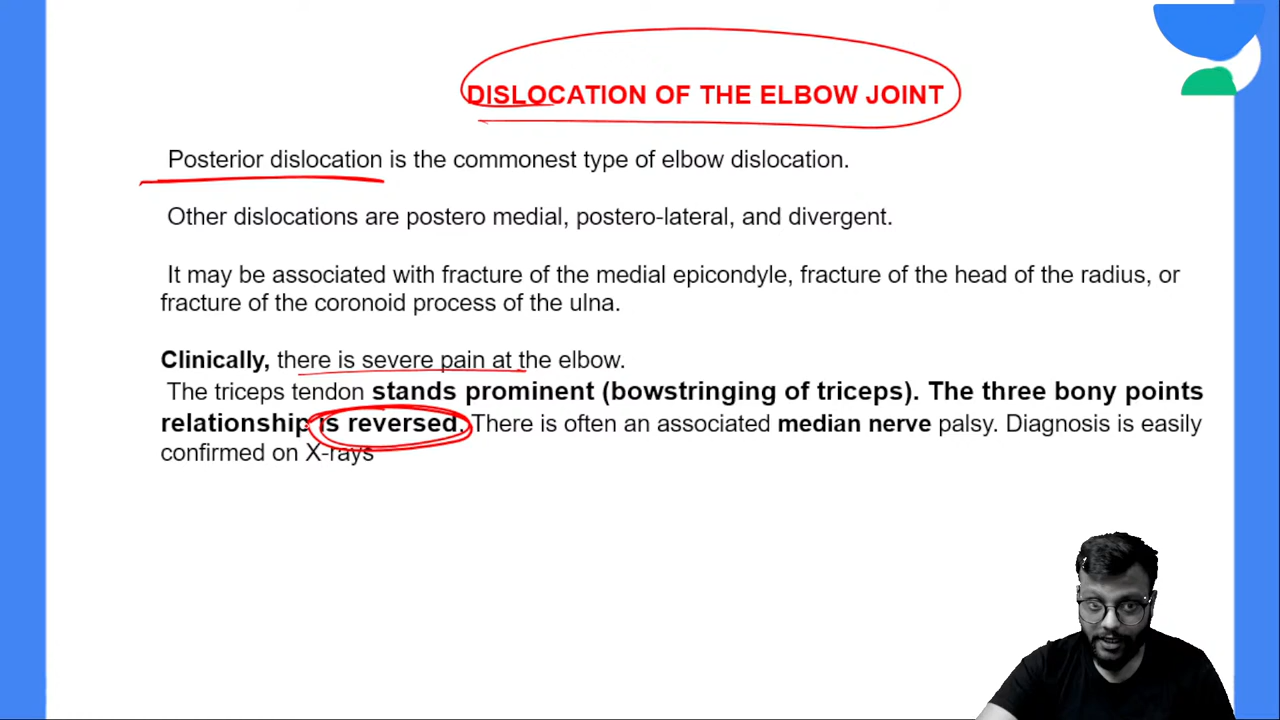 DISLOCATION OF THE ELBOW JOINT
Posterior dislocation is the commonest type of elbow dislocation.
Other dislocations are postero medial, postero-lateral, and divergent.
It may be associated with fracture of the medial epicondyle, fracture of the head of the radius, or
fracture of the coronoid process of the ulna.
Clinically, there is severe pain at the elbow.
The triceps tendon stands prominent (bowstringing of triceps). The three bony points
relationship is reversed. There is often an associated median nerve palsy. Diagnosis is easily
confirmed on X-rays